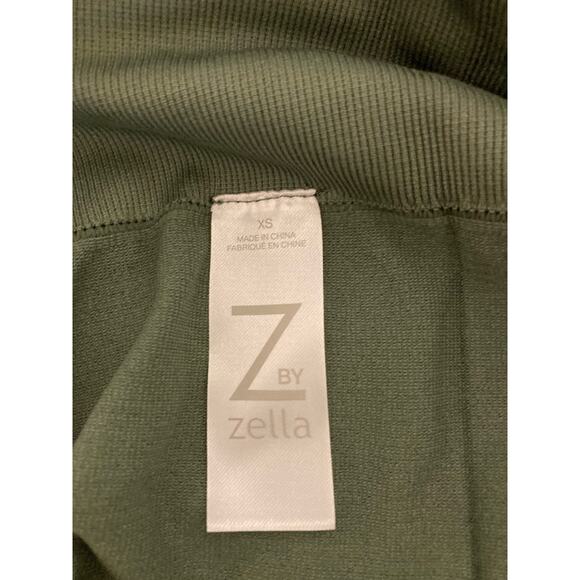 XS
MADE IN CHINA
FABRIQUÉ EN CHINE
Z BY
zella